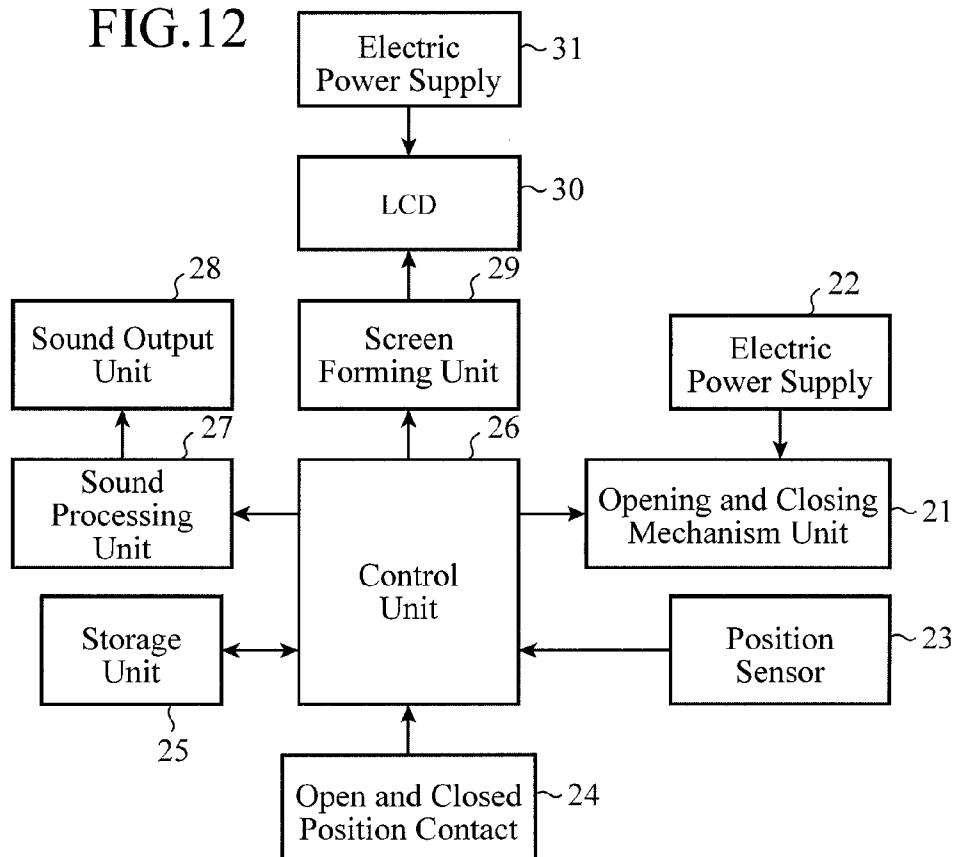 FIG.12
Electric
Power Supply
31
LCD
30
28
Sound Output
Unit
29
Screen
Forming Unit
22
Electric
Power Supply
27
Sound
Processing
Unit
26
Control
Unit
Opening and Closing
Mechanism Unit
21
Storage
Unit
25
Position
Sensor
23
Open and Closed
Position Contact
24